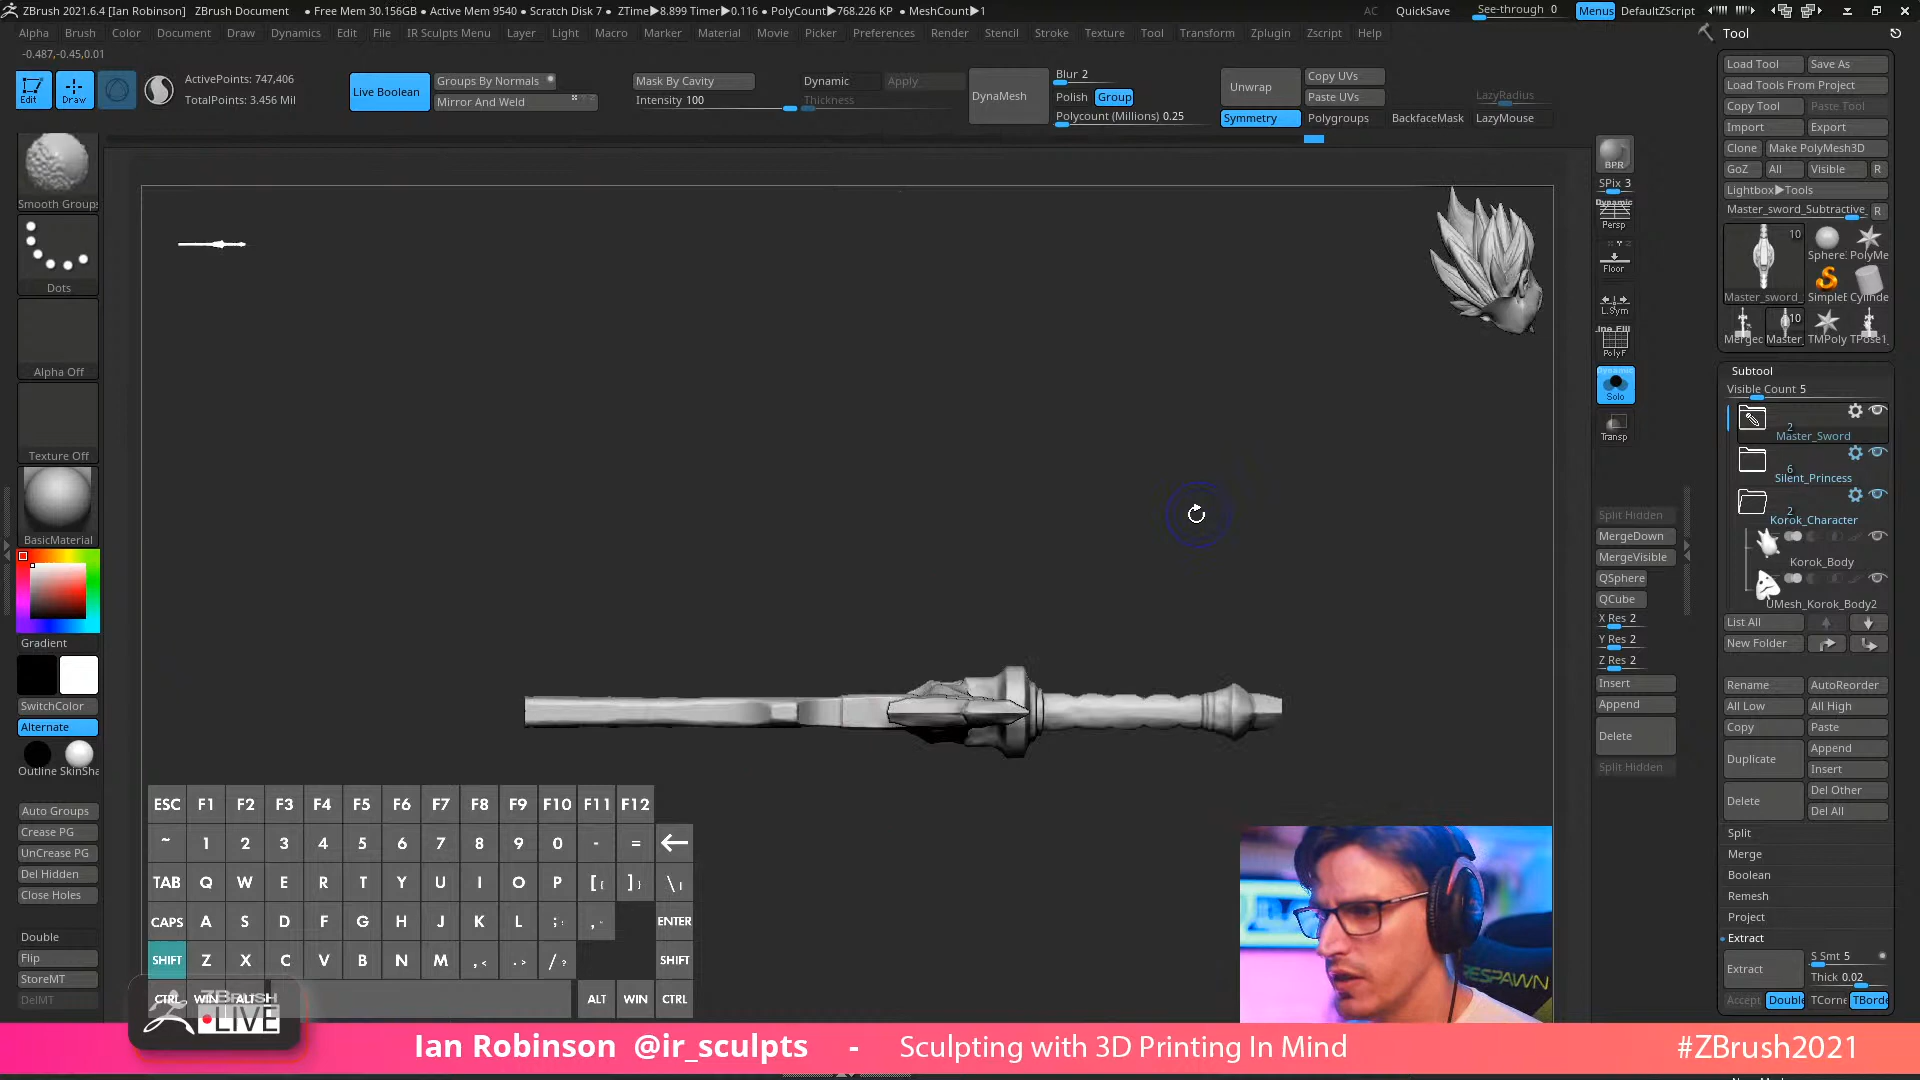 ZBrush 2021.6.4 [Ian Robinson] ZBrush Document • Free Mem 30.156GB • Active Mem 9540 • Scratch Disk 7 • ZTime▶8.899 Timer▶0.116 • PolyCount▶768.226 KP • MeshCount▶1 AC QuickSave See-through 0 Menus DefaultZScript
Alpha Brush Color Document Draw Dynamics Edit File IR Sculpts Menu Layer Light Macro Marker Material Movie Picker Preferences Render Stencil Stroke Texture Tool Transform Zplugin Zscript Help
-0.487,-0.45,0.01
Edit Draw
ActivePoints: 747,406
TotalPoints: 3.456 Mil
Live Boolean
Groups By Normals
Mirror And Weld
Mask By Cavity
Intensity 100
Dynamic Apply
Thickness
DynaMesh
Blur 2
Polish Group
Polycount (Millions) 0.25
Unwrap
Copy UVs
Paste UVs
Symmetry Polygroups BackfaceMask
LazyRadius
LazyMouse
Smooth Groups
Dots
Alpha Off
Texture Off
BasicMaterial
Gradient
SwitchColor
Alternate
Outline SkinSha
Auto Groups
Crease PG
UnCrease PG
Del Hidden
Close Holes
Double
Flip
StoreMT
DelMT
BPR
SPix 3
Dynamic
Persp
Floor
L.Sym
Line Fill
PolyF
Dynamic
Solo
Transp
Split Hidden
MergeDown
MergeVisible
QSphere
QCube
X Res 2
Y Res 2
Z Res 2
Insert
Append
Delete
Split Hidden
Tool
Load Tool Save As
Load Tools From Project
Copy Tool Paste Tool
Import Export
Clone Make PolyMesh3D
GoZ All Visible R
Lightbox▶Tools
Master_sword_Subtractive_ R
10
Sphere PolyMe
Master_sword_ SimpleB Cylinde
10
Mergec Master_ TMPoly TPose1_
Subtool
Visible Count 5
2
Master_Sword
6
Silent_Princess
2
Korok_Character
Korok_Body
UMesh_Korok_Body2
List All
New Folder
Rename AutoReorder
All Low All High
Copy Paste
Duplicate Append
Insert
Delete Del Other
Del All
Split
Merge
Boolean
Remesh
Project
Extract
Extract S Smt 5
Thick 0.02
Accept Double TCorne TBorde
ESC F1 F2 F3 F4 F5 F6 F7 F8 F9 F10 F11 F12
~ 1 2 3 4 5 6 7 8 9 0 - =
TAB Q W E R T Y U I O P [ { ] } \ |
CAPS A S D F G H J K L ; : ENTER
SHIFT Z X C V B N M , < . > / ? SHIFT
CTRL WIN ALT ALT WIN CTRL
ZBRUSH
LIVE
RESPAWN
Ian Robinson @ir_sculpts - Sculpting with 3D Printing In Mind #ZBrush2021